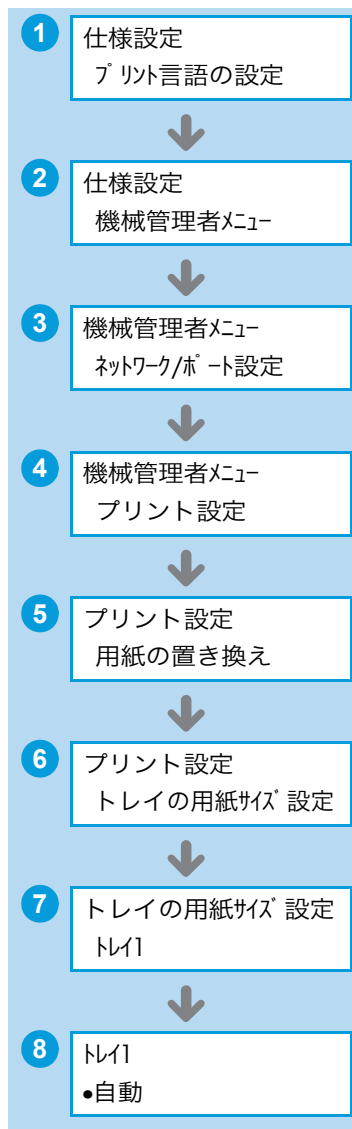 1
仕様設定
ﾌﾟﾘﾝﾄ言語の設定
2
仕様設定
機械管理者ﾒﾆｭｰ
3
機械管理者ﾒﾆｭｰ
ﾈｯﾄﾜｰｸ/ﾎﾟｰﾄ設定
4
機械管理者ﾒﾆｭｰ
プリント設定
5
プリント設定
用紙の置き換え
6
プリント設定
トレイの用紙ｻｲｽﾞ設定
7
トレイの用紙ｻｲｽﾞ設定
ﾄﾚｲ1
8
ﾄﾚｲ1
•自動